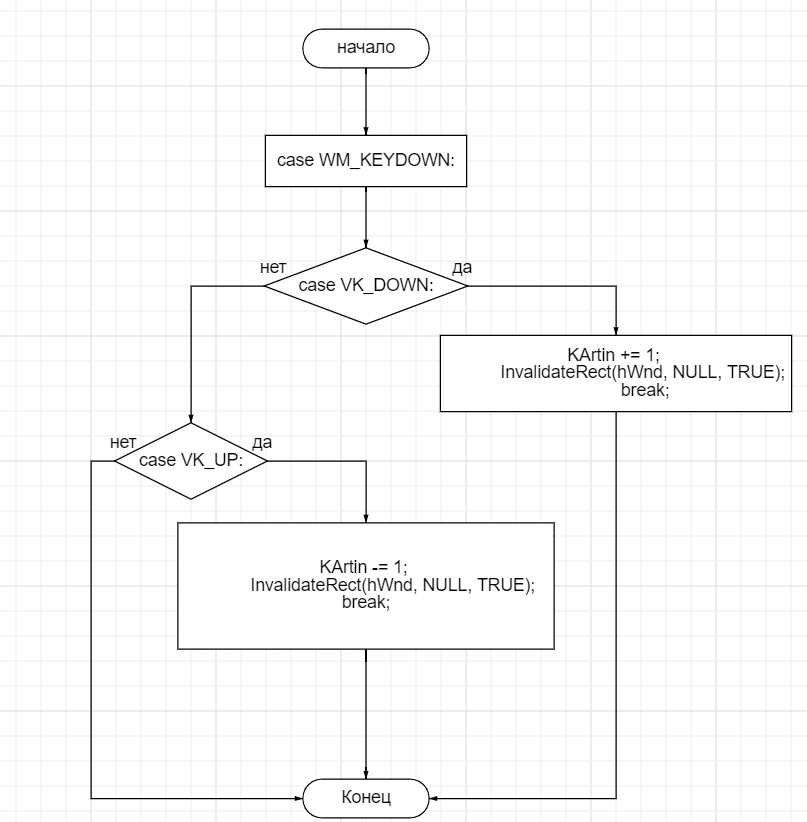 начало
case WM_KEYDOWN:
нет
да
case VK_DOWN:
KArtin += 1;
InvalidateRect(hWnd, NULL, TRUE);
break;
нет
да
case VK_UP:
KArtin -= 1;
InvalidateRect(hWnd, NULL, TRUE);
break;
Конец